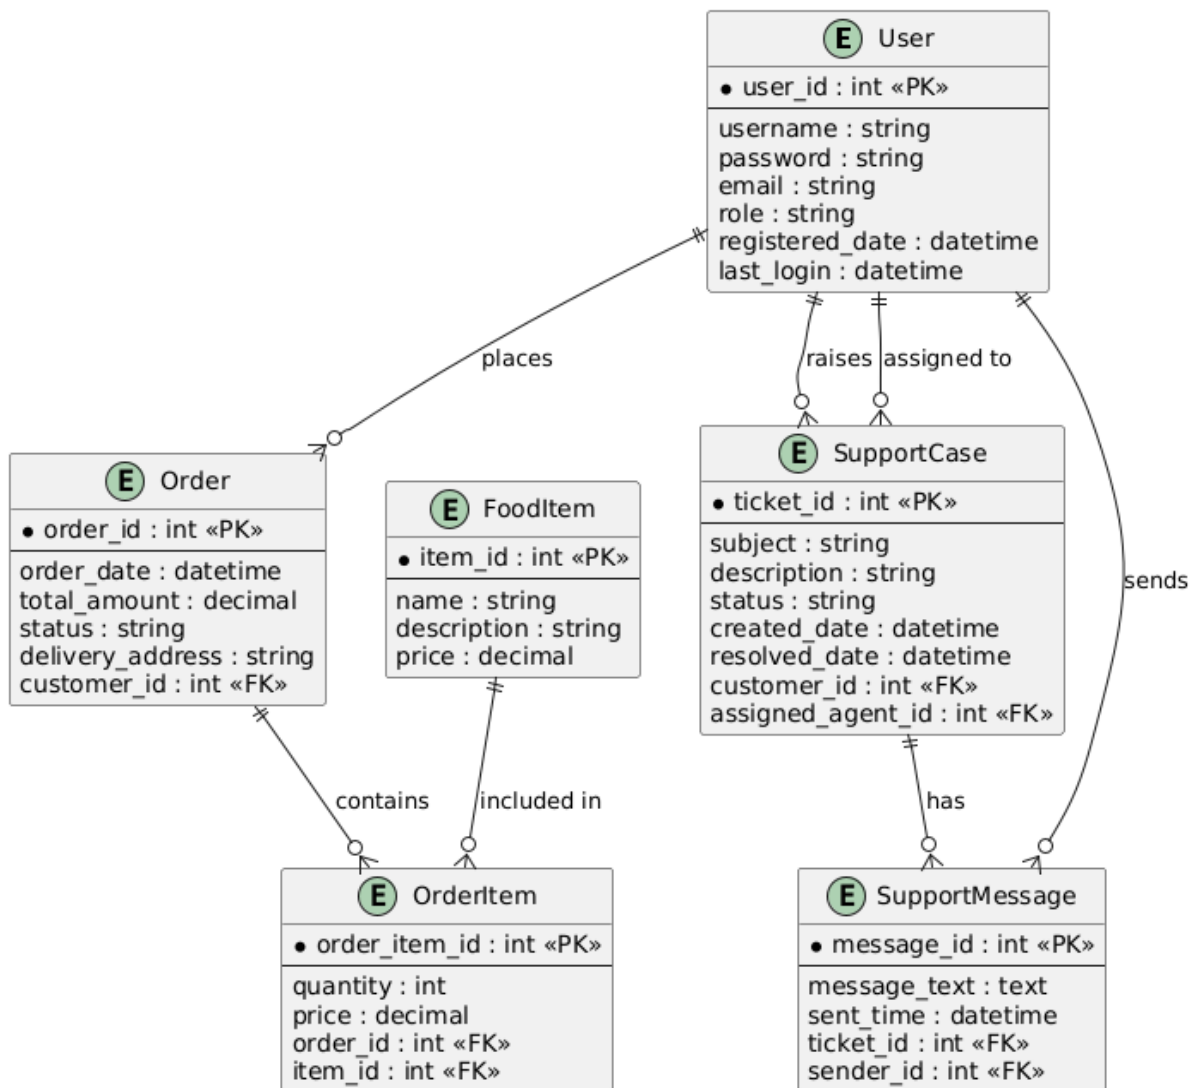 E User
• user_id : int «PK»
username : string
password : string
email : string
role : string
registered_date : datetime
last_login : datetime
places
raises
assigned to
E Order
• order_id : int «PK»
order_date : datetime
total_amount : decimal
status : string
delivery_address : string
customer_id : int «FK»
E FoodItem
• item_id : int «PK»
name : string
description : string
price : decimal
E SupportCase
• ticket_id : int «PK»
subject : string
description : string
status : string
created_date : datetime
resolved_date : datetime
customer_id : int «FK»
assigned_agent_id : int «FK»
sends
contains
included in
has
E OrderItem
• order_item_id : int «PK»
quantity : int
price : decimal
order_id : int «FK»
item_id : int «FK»
E SupportMessage
• message_id : int «PK»
message_text : text
sent_time : datetime
ticket_id : int «FK»
sender_id : int «FK»